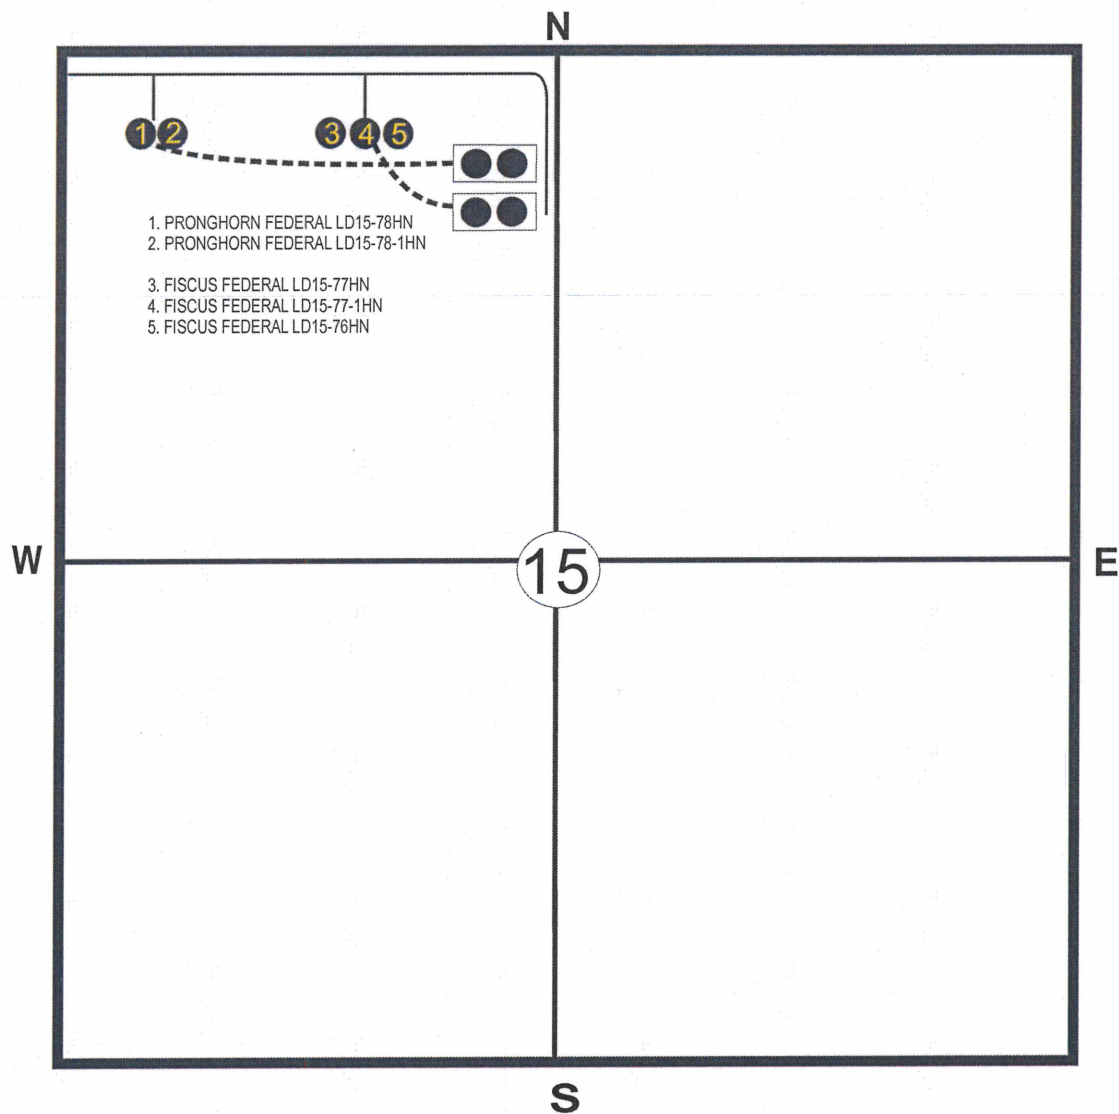 N
1 2 3 4 5
1. PRONGHORN FEDERAL LD15-78HN
2. PRONGHORN FEDERAL LD15-78-1HN
3. FISCUS FEDERAL LD15-77HN
4. FISCUS FEDERAL LD15-77-1HN
5. FISCUS FEDERAL LD15-76HN
W
15
E
S